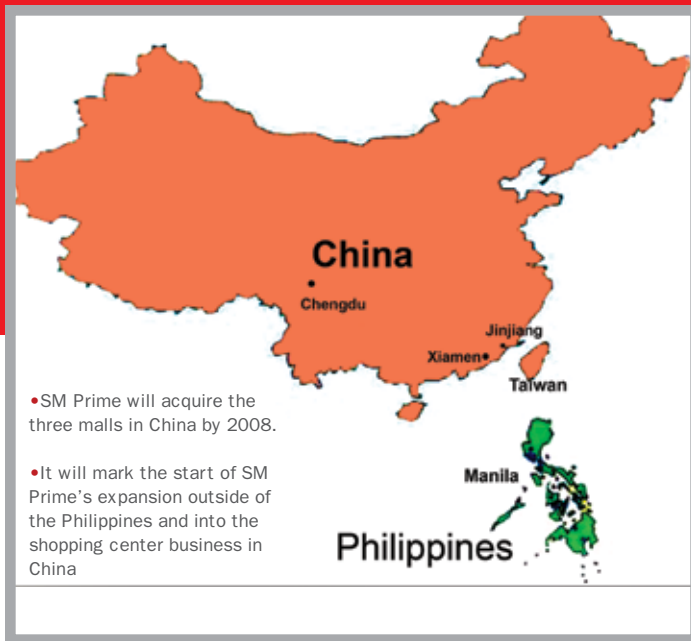 China
Chengdu
Jinjiang
Xiamen
Taiwan
•SM Prime will acquire the
three malls in China by 2008.
Manila
•It will mark the start of SM
Prime's expansion outside of
the Philippines and into the
shopping center business in
China
Philippines